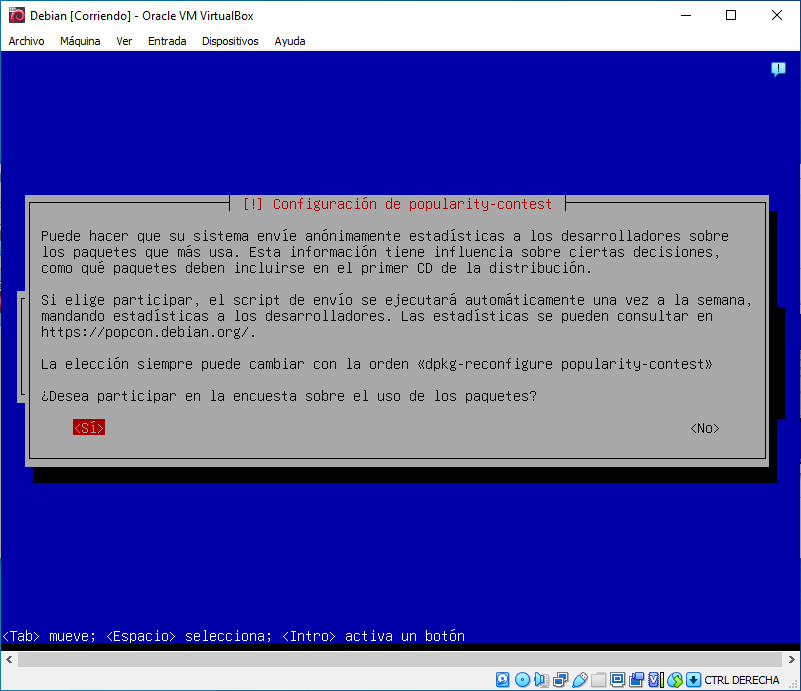 Debian [Corriendo] - Oracle VM VirtualBox
Archivo Máquina Ver Entrada Dispositivos Ayuda
[!] Configuración de popularity-contest
Puede hacer que su sistema envíe anónimamente estadísticas a los desarrolladores sobre
los paquetes que más usa. Esta información tiene influencia sobre ciertas decisiones,
como qué paquetes deben incluirse en el primer CD de la distribución.
Si elige participar, el script de envío se ejecutará automáticamente una vez a la semana,
mandando estadísticas a los desarrolladores. Las estadísticas se pueden consultar en
https://popcon.debian.org/.
La elección siempre puede cambiar con la orden «dpkg-reconfigure popularity-contest»
¿Desea participar en la encuesta sobre el uso de los paquetes?
<Sí> <No>
<Tab> mueve; <Espacio> selecciona; <Intro> activa un botón
CTRL DERECHA